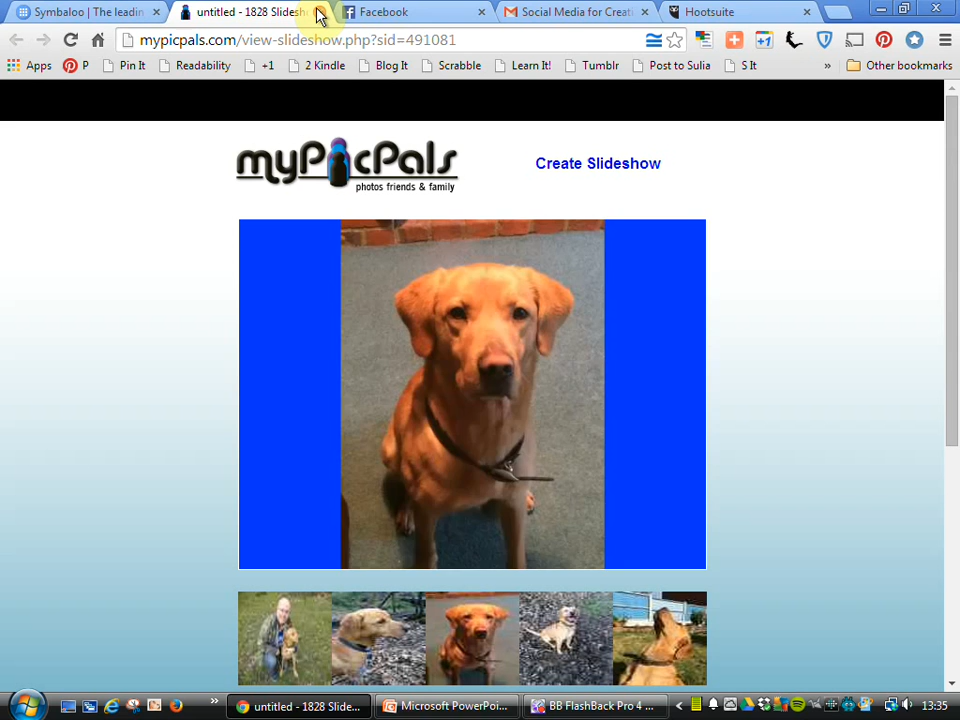 Symbaloo | The leadin
untitled - 1828 Slidesh
Facebook
Social Media for Creati
Hootsuite
mypicpals.com/view-slideshow.php?sid=491081
Apps
P
Pin It
Readability
+1
2 Kindle
Blog It
Scrabble
Learn It!
Tumblr
Post to Sulia
S It
»
Other bookmarks
myPicPals
photos friends & family
Create Slideshow
untitled - 1828 Slide...
Microsoft PowerPoi...
BB FlashBack Pro 4 ...
13:35